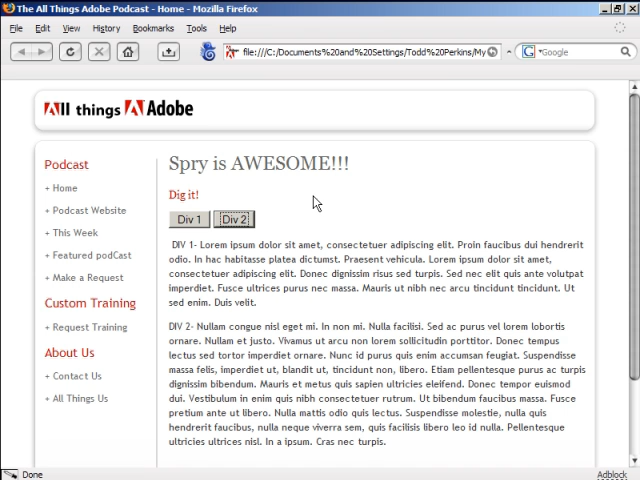 The All Things Adobe Podcast - Home - Mozilla Firefox
File Edit View History Bookmarks Tools Help
file:///C:/Documents%20and%20Settings/Todd%20Perkins/My
Google
All things Adobe
Podcast
+ Home
+ Podcast Website
+ This Week
+ Featured podCast
+ Make a Request
Custom Training
+ Request Training
About Us
+ Contact Us
+ All Things Us
Spry is AWESOME!!!
Dig it!
Div 1 Div 2
DIV 1- Lorem ipsum dolor sit amet, consectetuer adipiscing elit. Proin faucibus dui hendrerit
odio. In hac habitasse platea dictumst. Praesent vehicula. Lorem ipsum dolor sit amet,
consectetuer adipiscing elit. Donec dignissim risus sed turpis. Sed nec elit quis ante volutpat
imperdiet. Fusce ultrices purus nec massa. Mauris ut nibh nec arcu tincidunt tincidunt. Ut
sed enim. Duis velit.
DIV 2- Nullam congue nisl eget mi. In non mi. Nulla facilisi. Sed ac purus vel lorem lobortis
ornare. Nullam et justo. Vivamus ut arcu non lorem sollicitudin porttitor. Donec tempus
lectus sed tortor imperdiet ornare. Nunc id purus quis enim accumsan feugiat. Suspendisse
massa felis, imperdiet ut, blandit ut, tincidunt non, libero. Etiam pellentesque purus ac turpis
dignissim bibendum. Mauris et metus quis sapien ultricies eleifend. Donec tempor euismod
dui. Vestibulum in enim quis nibh consectetuer rutrum. Ut bibendum augue varius arcu. Fusce
pretium ante ut libero. Nulla mattis odio quis lectus. Suspendisse molestie, nulla quis
hendrerit faucibus, nulla neque viverra sem, quis facilisis libero leo id nulla. Pellentesque
ultricies ultrices nisl. In a ipsum. Cras nec turpis.
Done
Adblock